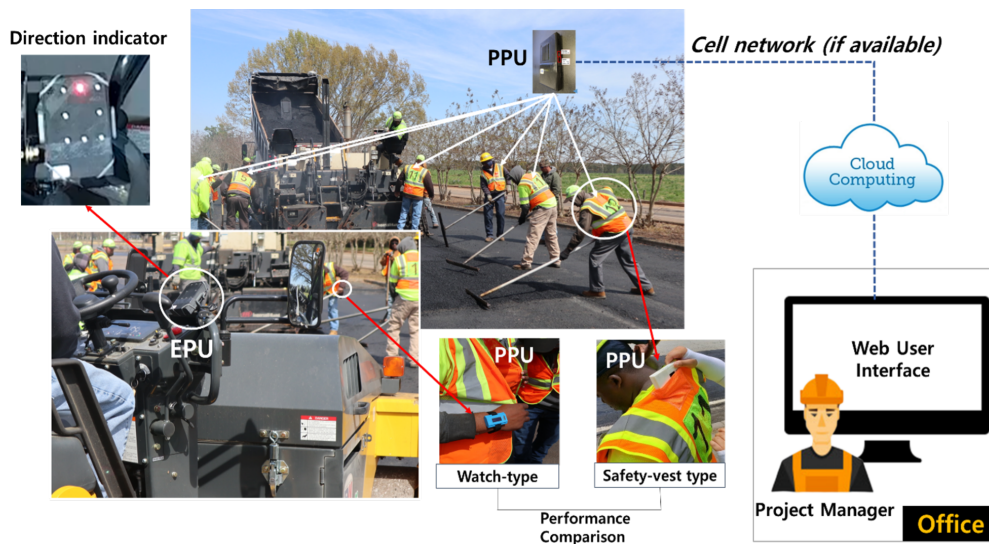 Direction indicator
PPU
Cell network (if available)
Cloud
Computing
EPU
PPU
PPU
Watch-type
Safety-vest type
Performance
Comparison
Web User
Interface
Project Manager
Office